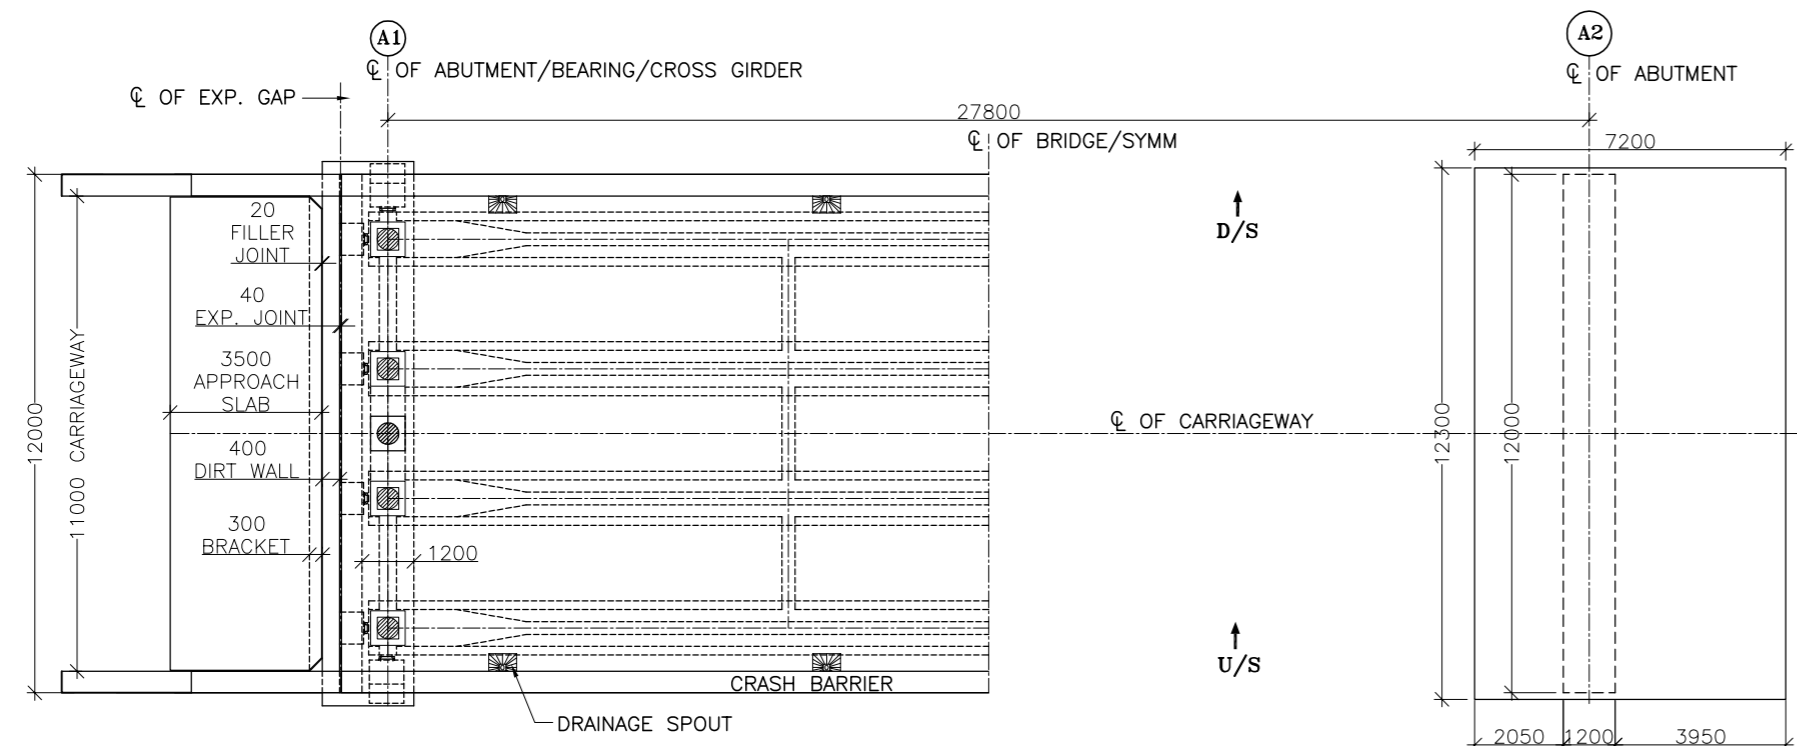 A1
A2
℄ OF ABUTMENT/BEARING/CROSS GIRDER
℄ OF ABUTMENT
℄ OF EXP. GAP
27800
℄ OF BRIDGE/SYMM
7200
20
FILLER
JOINT
D/S
40
EXP. JOINT
3500
APPROACH
SLAB
12000
11000 CARRIAGEWAY
℄ OF CARRIAGEWAY
12300
12000
400
DIRT WALL
300
BRACKET
1200
U/S
CRASH BARRIER
DRAINAGE SPOUT
2050
1200
3950